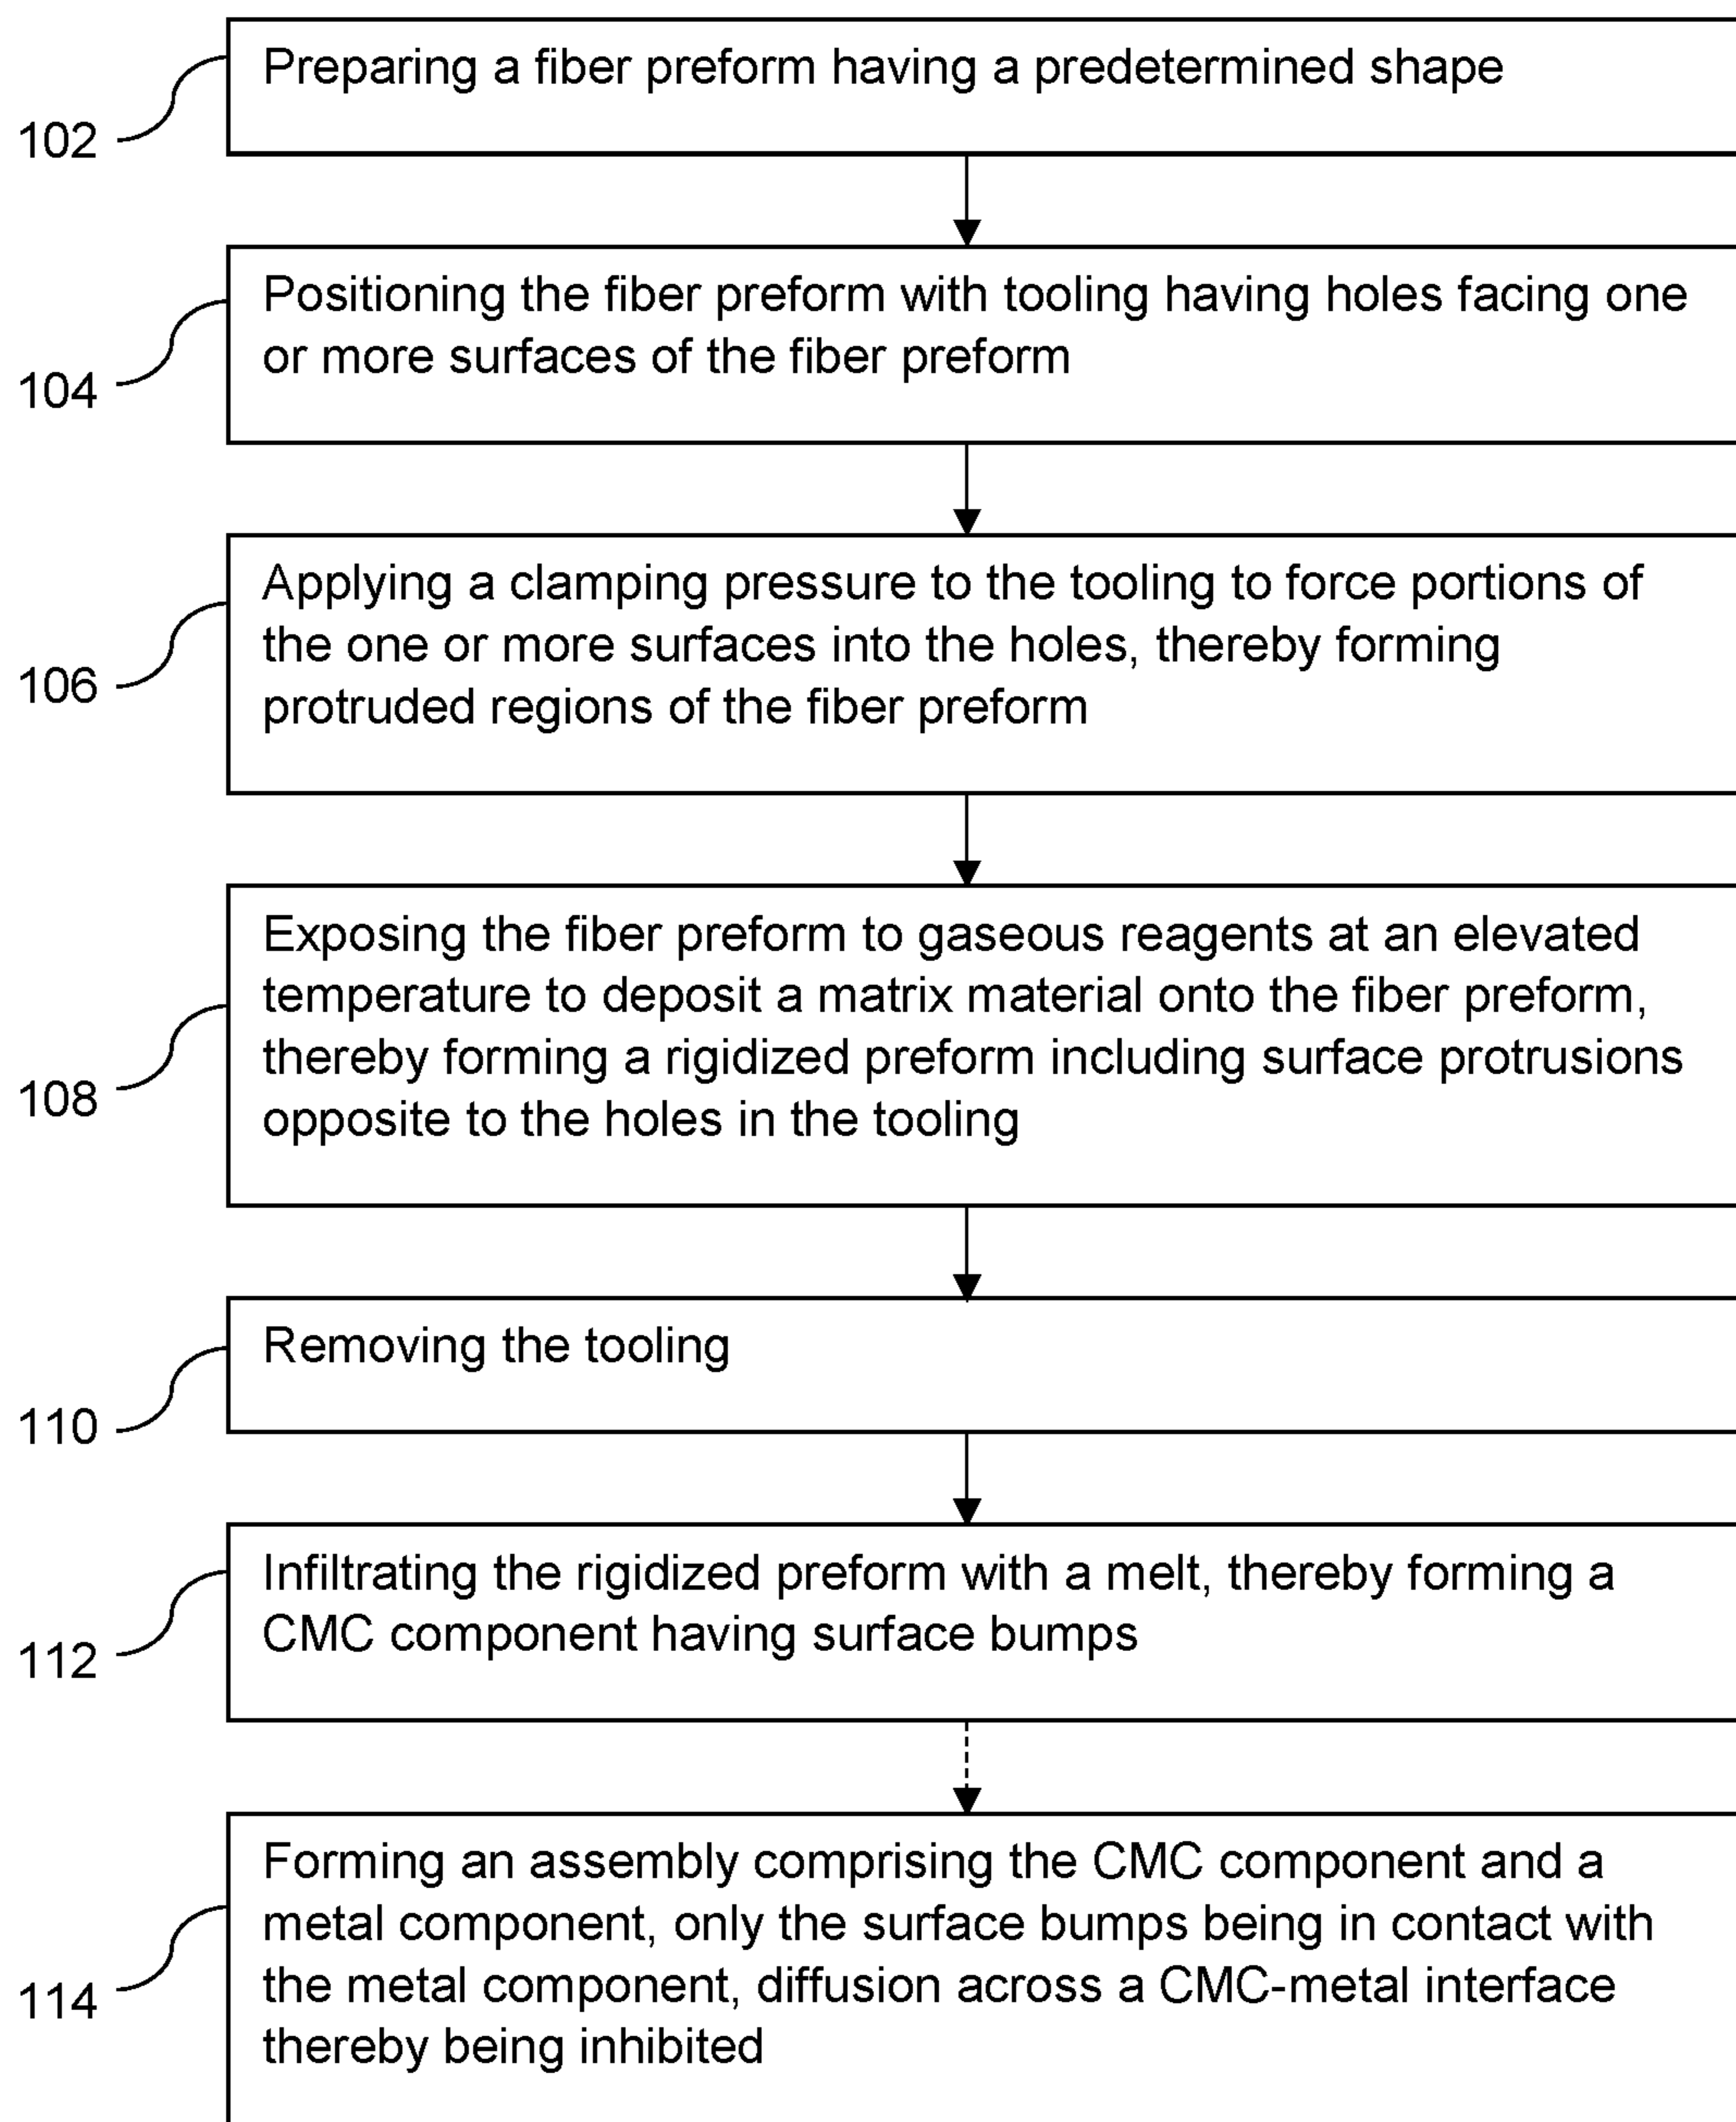 Preparing a fiber preform having a predetermined shape
102
Positioning the fiber preform with tooling having holes facing one
or more surfaces of the fiber preform
104
Applying a clamping pressure to the tooling to force portions of
the one or more surfaces into the holes, thereby forming
protruded regions of the fiber preform
106
Exposing the fiber preform to gaseous reagents at an elevated
temperature to deposit a matrix material onto the fiber preform,
thereby forming a rigidized preform including surface protrusions
opposite to the holes in the tooling
108
Removing the tooling
110
Infiltrating the rigidized preform with a melt, thereby forming a
CMC component having surface bumps
112
Forming an assembly comprising the CMC component and a
metal component, only the surface bumps being in contact with
the metal component, diffusion across a CMC-metal interface
thereby being inhibited
114